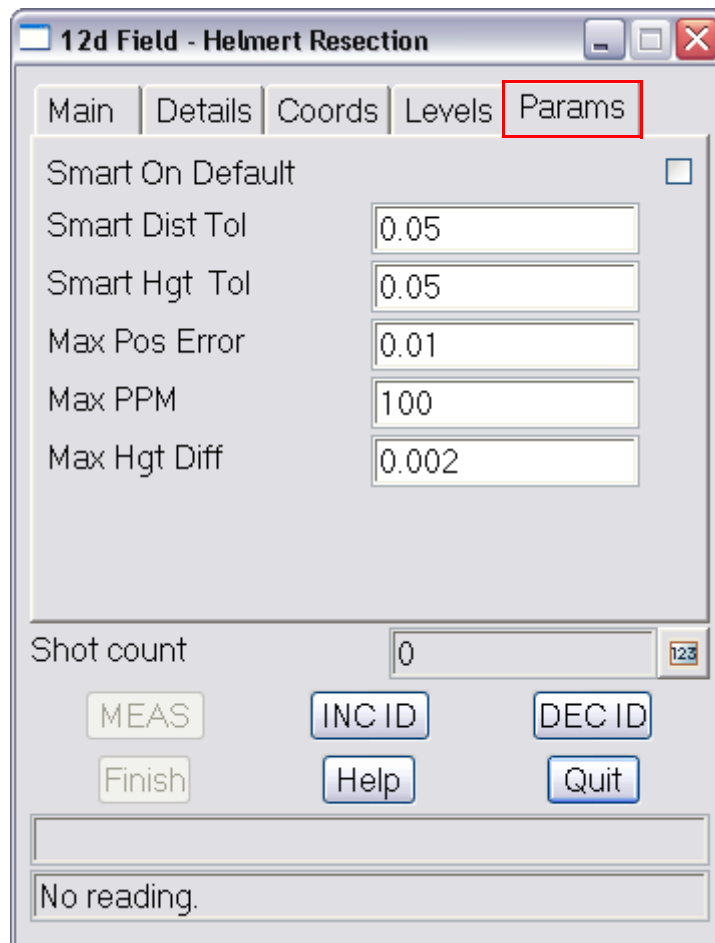 12d Field - Helmert Resection
Main Details Coords Levels Params
Smart On Default
Smart Dist Tol 0.05
Smart Hgt Tol 0.05
Max Pos Error 0.01
Max PPM 100
Max Hgt Diff 0.002
Shot count 0 123
MEAS INC ID DEC ID
Finish Help Quit
No reading.